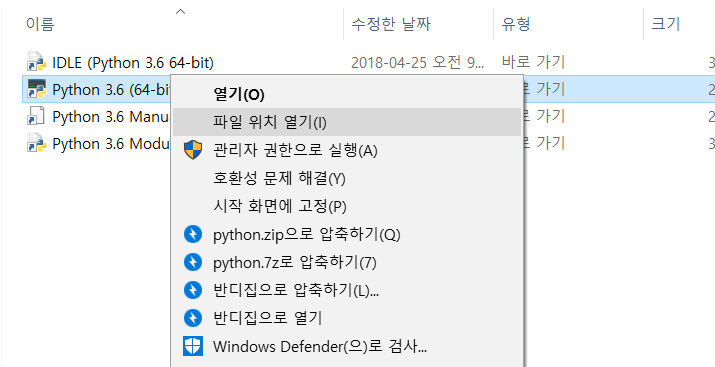 이름 수정한 날짜 유형 크기
IDLE (Python 3.6 64-bit) 2018-04-25 오전 9... 바로 가기 3
Python 3.6 (64-bit 로 가기 2
Python 3.6 Manua 로 가기 2
Python 3.6 Modu 로 가기 3
열기(O)
파일 위치 열기(I)
관리자 권한으로 실행(A)
호환성 문제 해결(Y)
시작 화면에 고정(P)
python.zip으로 압축하기(Q)
python.7z로 압축하기(7)
반디집으로 압축하기(L)...
반디집으로 열기
Windows Defender(으)로 검사...